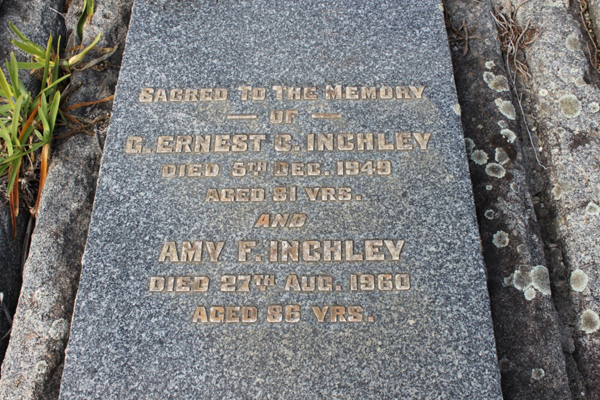 SACRED TO THE MEMORY
OF
G. ERNEST C. INCHLEY
DIED 5TH DEC. 1949
AGED 81 YRS.
AND
AMY F. INCHLEY
DIED 27TH AUG. 1960
AGED 86 YRS.